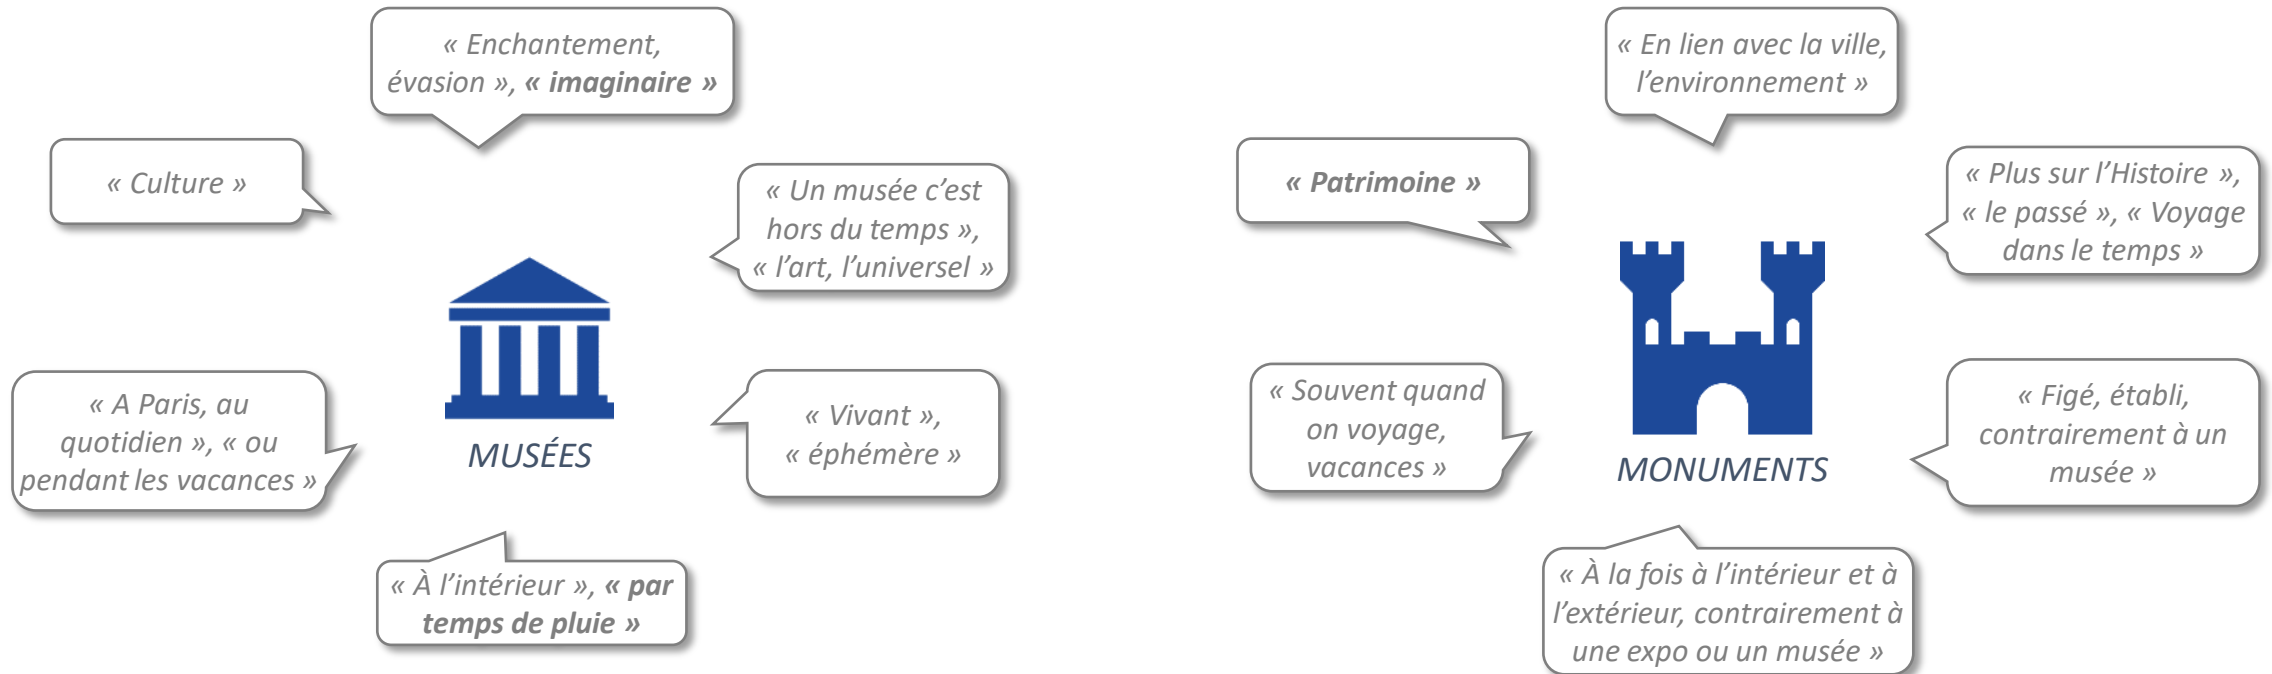 « Enchantement,
évasion », « imaginaire »
« Culture »
« Un musée c’est
hors du temps »,
« l’art, l’universel »
« A Paris, au
quotidien », « ou
pendant les vacances »
MUSÉES
« Vivant »,
« éphémère »
« À l’intérieur », « par
temps de pluie »
« En lien avec la ville,
l’environnement »
« Patrimoine »
« Plus sur l’Histoire »,
« le passé », « Voyage
dans le temps »
« Souvent quand
on voyage,
vacances »
MONUMENTS
« Figé, établi,
contrairement à un
musée »
« À la fois à l’intérieur et à
l’extérieur, contrairement à
une expo ou un musée »